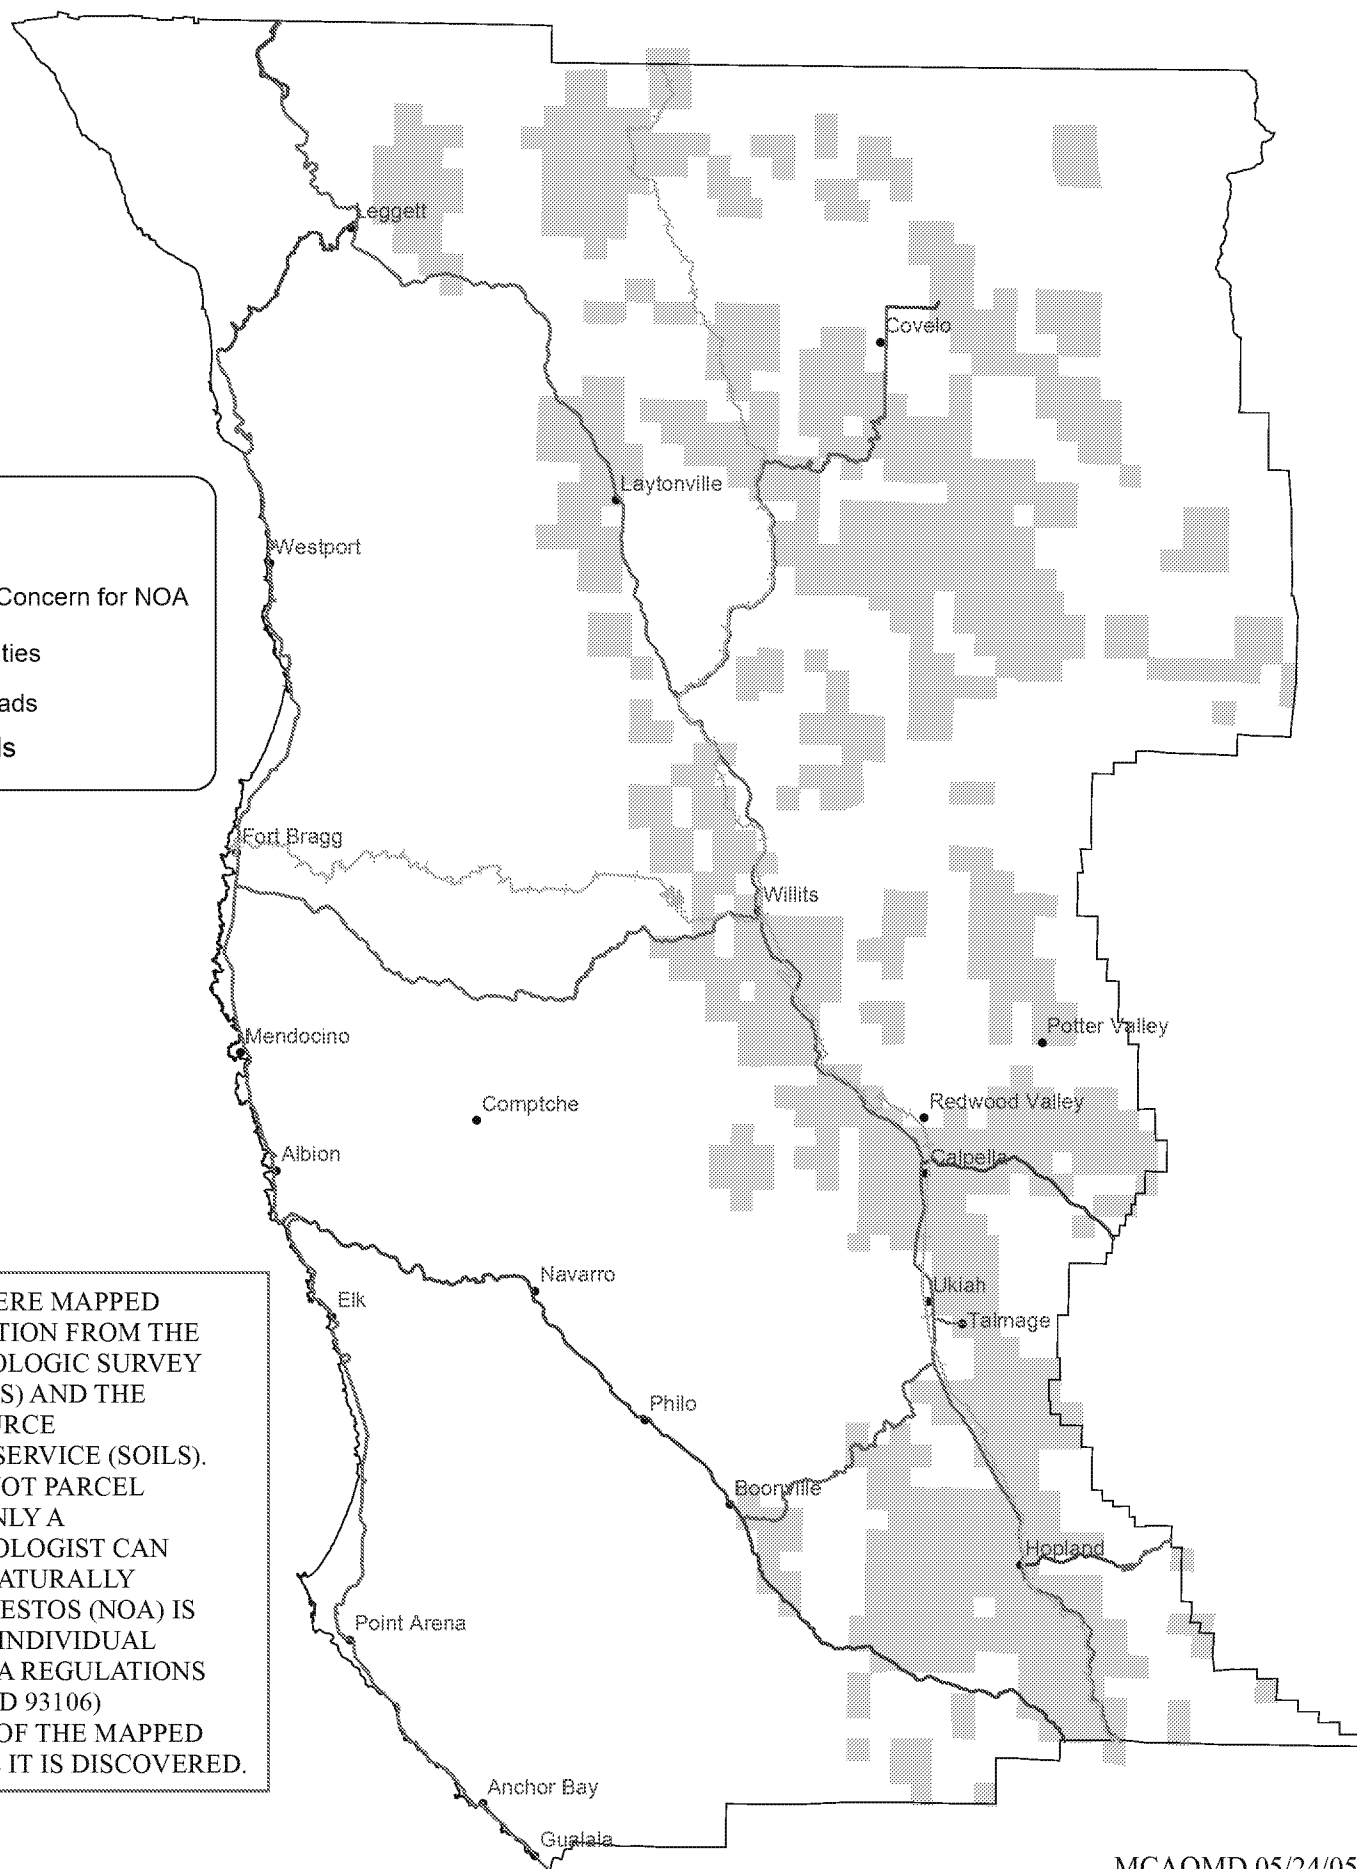 Leggett
Covelo
Laytonville
Westport
Concern for NOA
ties
ads
ls
Fort Bragg
Willits
Mendocino
Potter Valley
Comptche
Redwood Valley
Albion
Calpella
Navarro
Ukiah
Elk
Talmage
ERE MAPPED
TION FROM THE
OLOGIC SURVEY
S) AND THE
URCE
SERVICE (SOILS).
OT PARCEL
NLY A
OLOGIST CAN
ATURALLY
ESTOS (NOA) IS
INDIVIDUAL
A REGULATIONS
D 93106)
OF THE MAPPED
IT IS DISCOVERED.
Philo
Boonville
Hopland
Point Arena
Anchor Bay
Gualala
MCAQMD 05/24/05